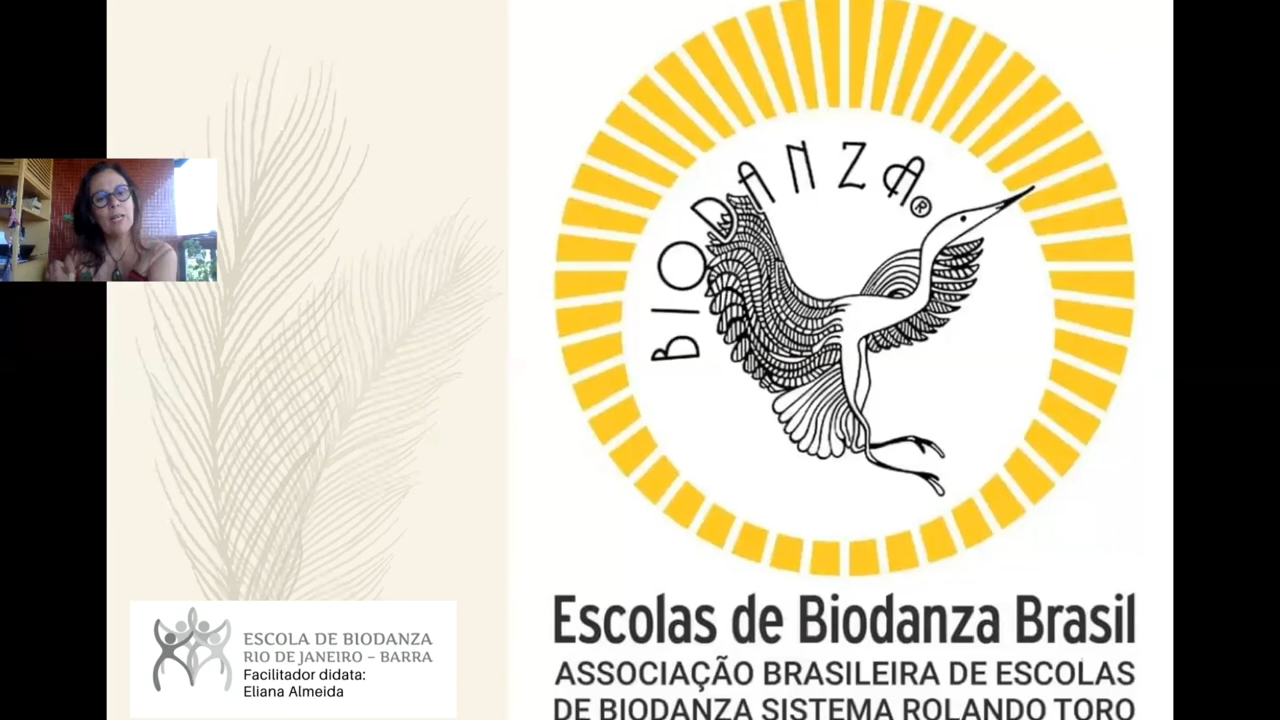 BIODANZA®
Escolas de Biodanza Brasil
ASSOCIAÇÃO BRASILEIRA DE ESCOLAS
DE BIODANZA SISTEMA ROLANDO TORO
ESCOLA DE BIODANZA
RIO DE JANEIRO – BARRA
Facilitador didata:
Eliana Almeida